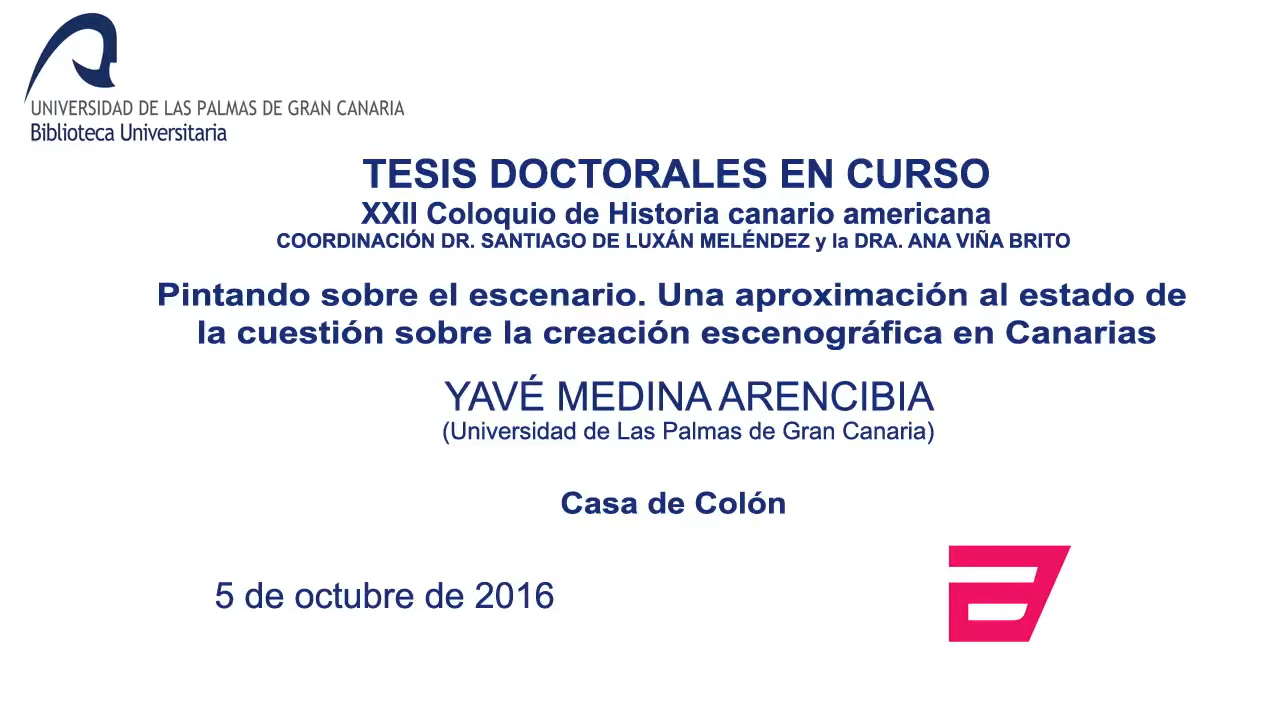 UNIVERSIDAD DE LAS PALMAS DE GRAN CANARIA
Biblioteca Universitaria
TESIS DOCTORALES EN CURSO
XXII Coloquio de Historia canario americana
COORDINACIÓN DR. SANTIAGO DE LUXÁN MELÉNDEZ y la DRA. ANA VIÑA BRITO
Pintando sobre el escenario. Una aproximación al estado de
la cuestión sobre la creación escenográfica en Canarias
YAVÉ MEDINA ARENCIBIA
(Universidad de Las Palmas de Gran Canaria)
Casa de Colón
5 de octubre de 2016